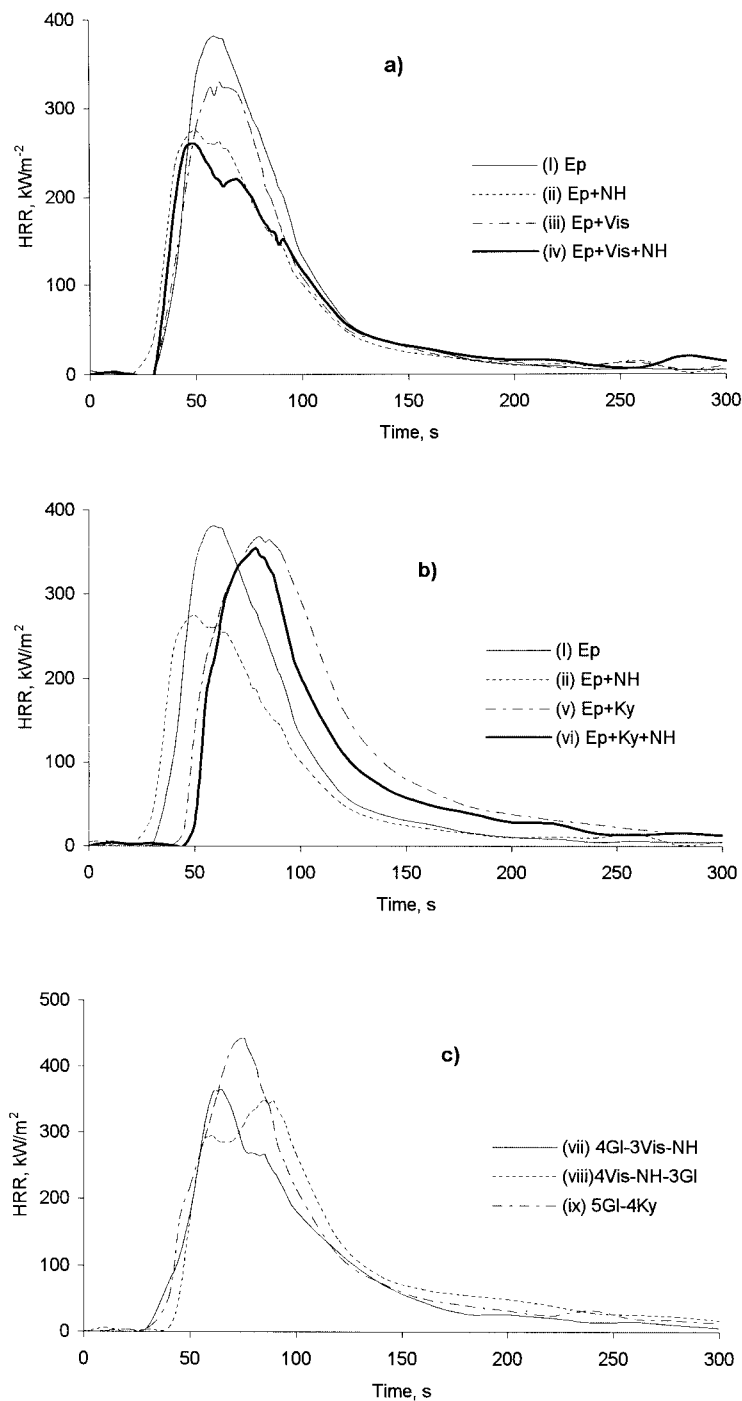 400
a)
300
HRR, kW/m-2
(I) Ep
200
(ii) Ep+NH
(iii) Ep+Vis
(iv) Ep+Vis+NH
100
0
0 50 100 150 200 250 300
Time, s
400
b)
300
HRR, kW/m2
(I) Ep
200
(ii) Ep+NH
(v) Ep+Ky
(vi) Ep+Ky+NH
100
0
0 50 100 150 200 250 300
Time, s
500
c)
400
HRR, kW/m2
300
(vii) 4Gl-3Vis-NH
(viii)4Vis-NH-3Gl
200
(ix) 5Gl-4Ky
100
0
0 50 100 150 200 250 300
Time, s